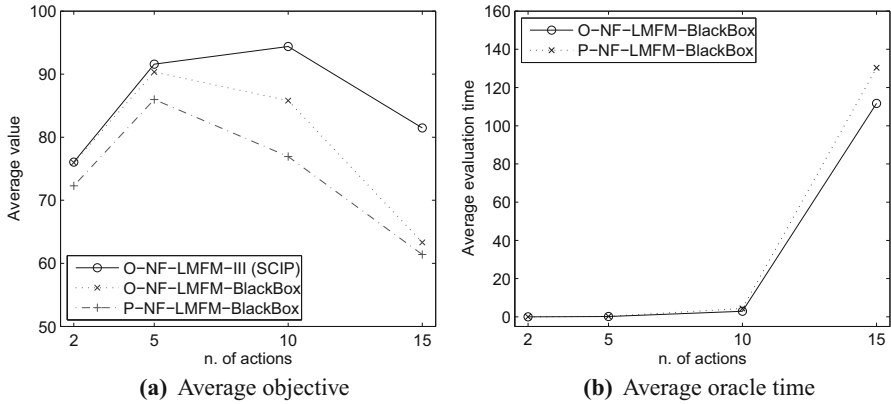 100
90
80
70
60
50
Average value
O-NF-LMFM-III (SCIP)
O-NF-LMFM-BlackBox
P-NF-LMFM-BlackBox
2 5 10 15
n. of actions
(a) Average objective
160
140
120
100
80
60
40
20
0
Average evaluation time
O-NF-LMFM-BlackBox
P-NF-LMFM-BlackBox
2 5 10 15
n. of actions
(b) Average oracle time